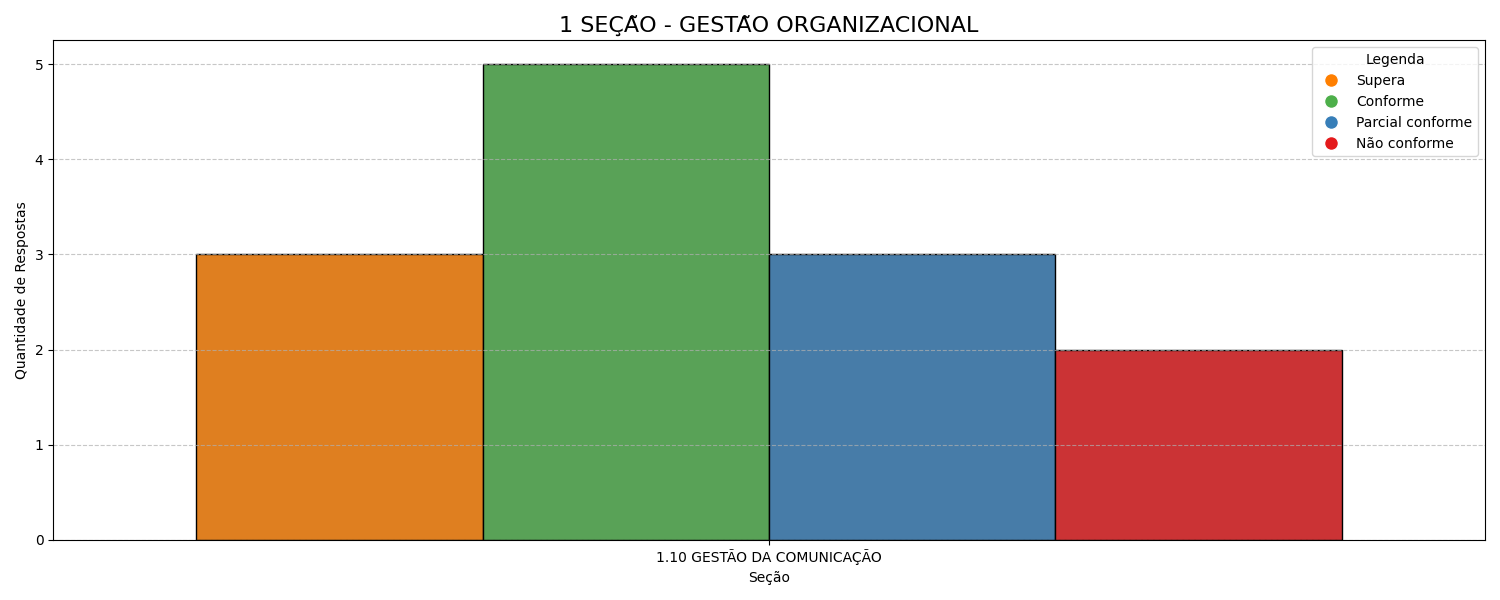 1 SEÇÃO - GESTÃO ORGANIZACIONAL
Legenda
Supera
Conforme
Parcial conforme
Não conforme
Quantidade de Respostas
5
4
3
2
1
0
1.10 GESTÃO DA COMUNICAÇÃO
Seção